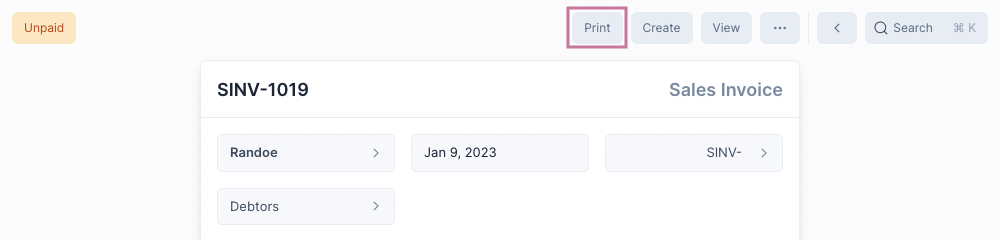 Unpaid
Print
Create
View
...
Search
⌘ K
SINV-1019
Sales Invoice
Randoe
Jan 9, 2023
SINV-
Debtors